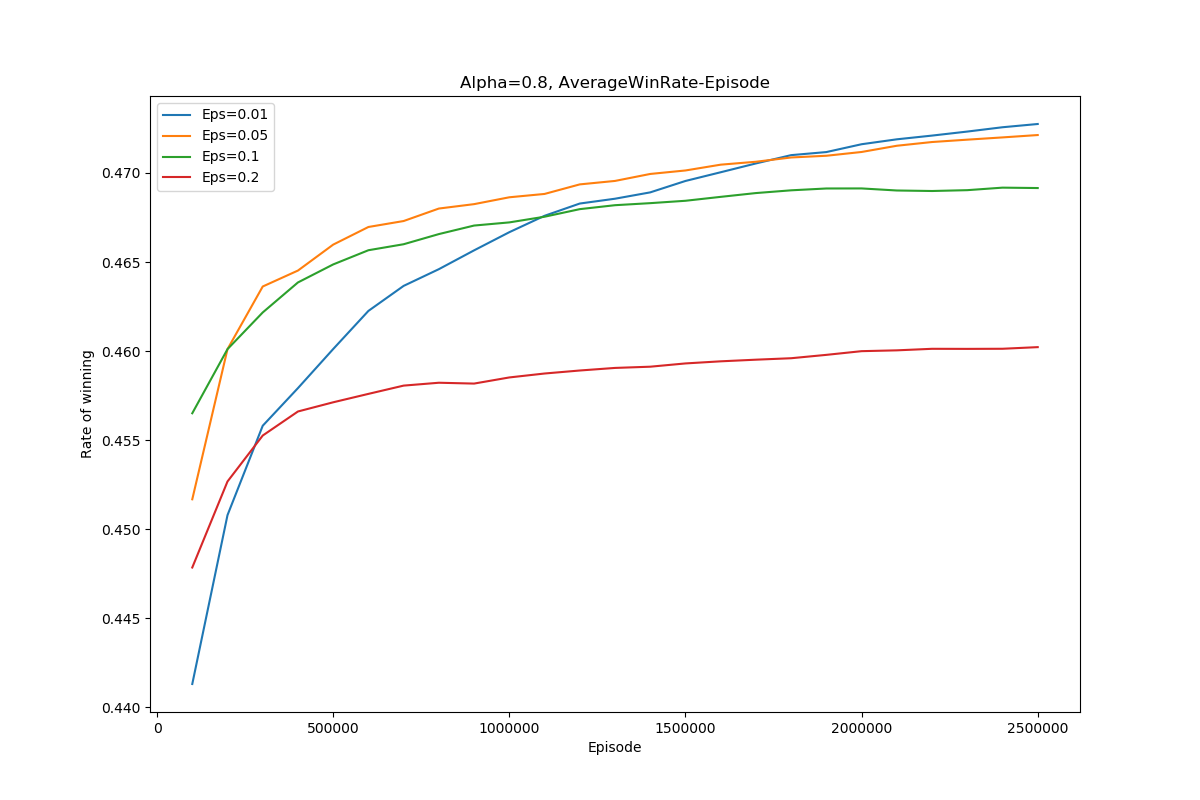 Alpha=0.8, AverageWinRate-Episode
Eps=0.01
Eps=0.05
Eps=0.1
Eps=0.2
Rate of winning
0.470
0.465
0.460
0.455
0.450
0.445
0.440
0 500000 1000000 1500000 2000000 2500000
Episode